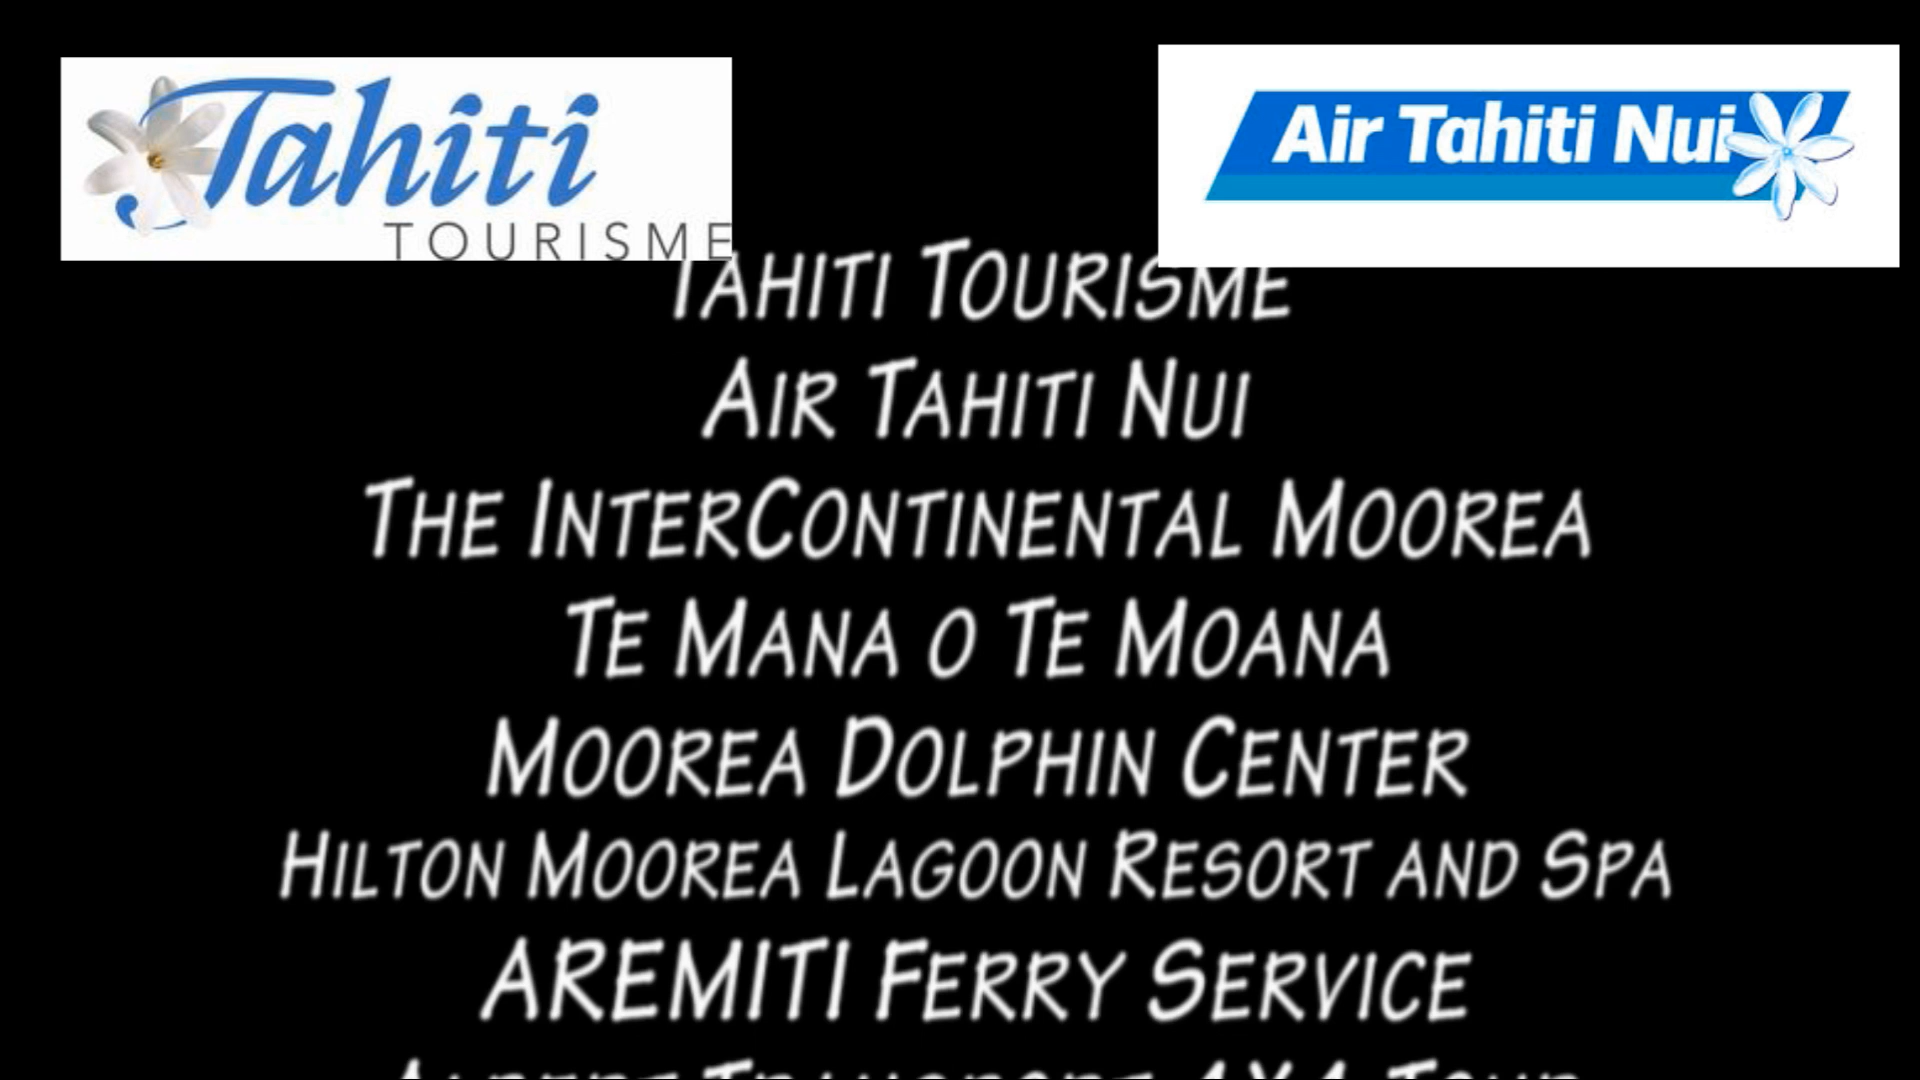 Tahiti
TOURISME
Air Tahiti Nui
TAHITI TOURISME
AIR TAHITI NUI
THE INTERCONTINENTAL MOOREA
TE MANA O TE MOANA
MOOREA DOLPHIN CENTER
HILTON MOOREA LAGOON RESORT AND SPA
AREMITI FERRY SERVICE